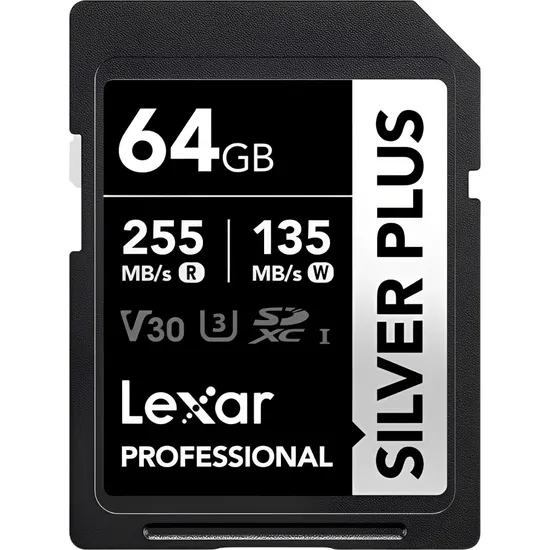 64GB
255 MB/s R
135 MB/s W
V30 U3 SDXC I
Lexar
PROFESSIONAL
SILVER PLUS